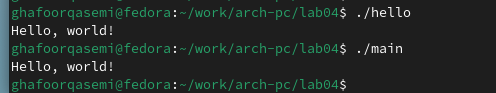 ghafoorqasemi@fedora:~/work/arch-pc/lab04$ ./hello
Hello, world!
ghafoorqasemi@fedora:~/work/arch-pc/lab04$ ./main
Hello, world!
ghafoorqasemi@fedora:~/work/arch-pc/lab04$